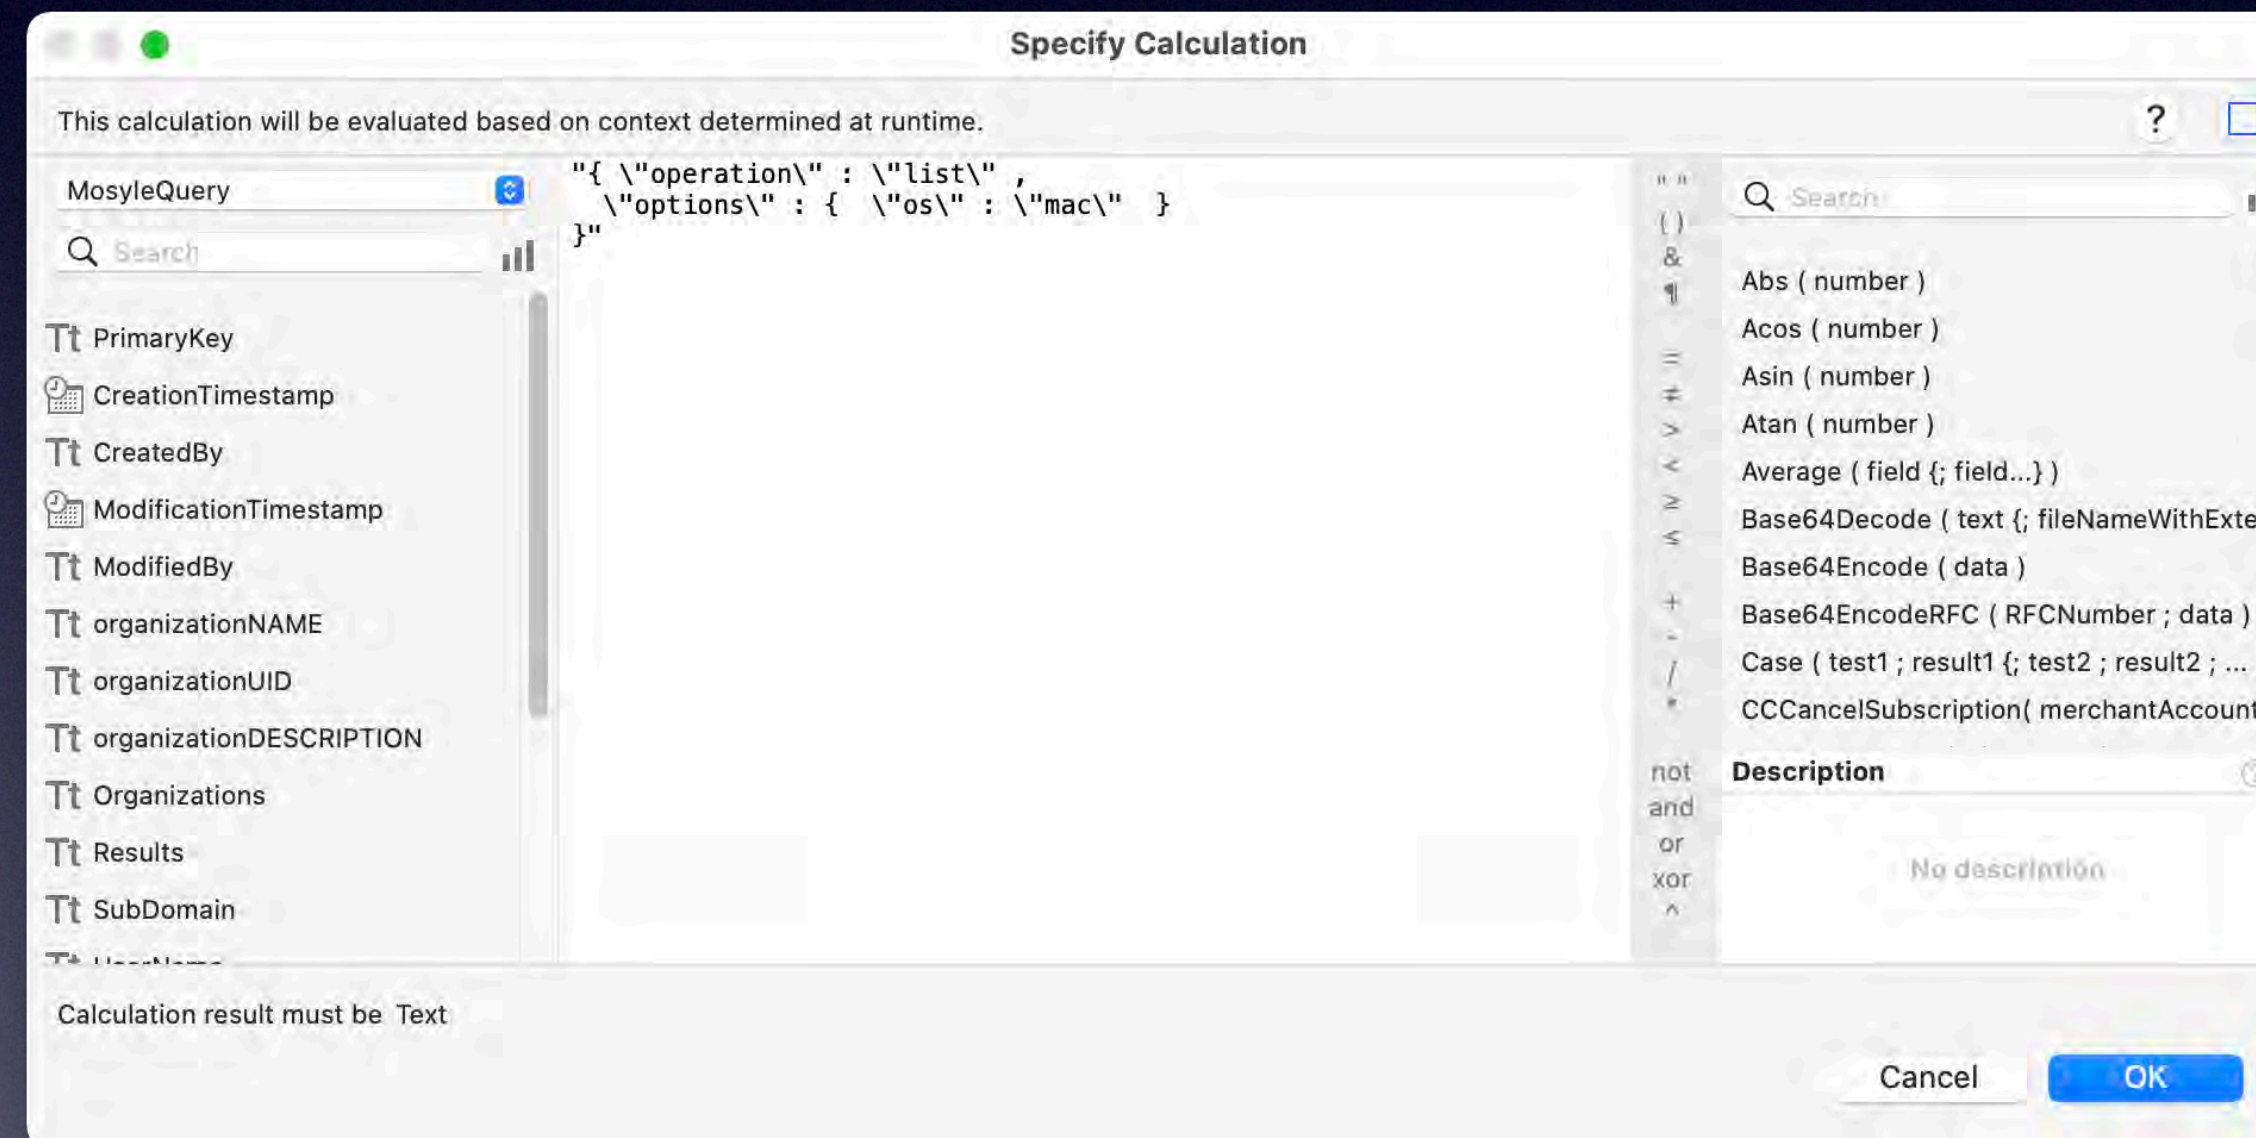 Specify Calculation
This calculation will be evaluated based on context determined at runtime.
?
MosyleQuery
Search
PrimaryKey
CreationTimestamp
CreatedBy
ModificationTimestamp
ModifiedBy
organizationNAME
organizationUID
organizationDESCRIPTION
Organizations
Results
SubDomain
UserName
"{ \"operation\" : \"list\" ,
\"options\" : {  \"os\" : \"mac\"  }
}"
" "
( )
&
¶
=
≠
>
<
≥
≤
+
-
/
*
not
and
or
xor
^
Search
Abs ( number )
Acos ( number )
Asin ( number )
Atan ( number )
Average ( field {; field...} )
Base64Decode ( text {; fileNameWithExte
Base64Encode ( data )
Base64EncodeRFC ( RFCNumber ; data )
Case ( test1 ; result1 {; test2 ; result2 ; ...
CCCancelSubscription( merchantAccount
Description
No description
Calculation result must be Text
Cancel
OK